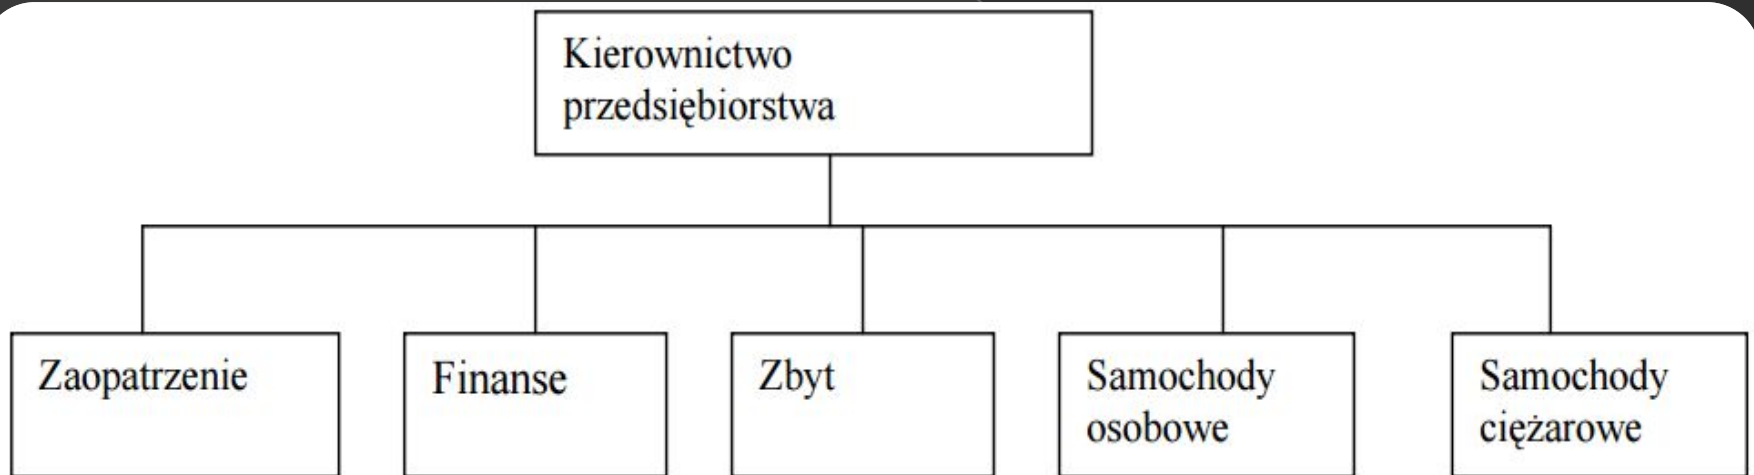 Kierownictwo
przedsiębiorstwa
Zaopatrzenie
Finanse
Zbyt
Samochody
osobowe
Samochody
ciężarowe